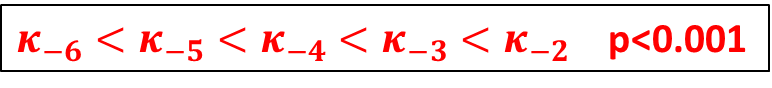 κ₋₆ < κ₋₅ < κ₋₄ < κ₋₃ < κ₋₂ p<0.001